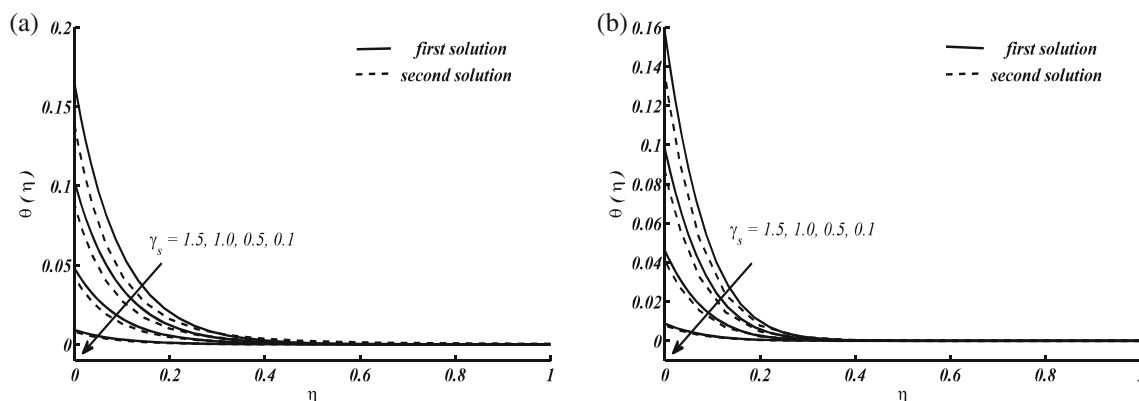 (a)
0.2
0.15
0.1
0.05
0
θ ( η )
first solution
second solution
γs = 1.5, 1.0, 0.5, 0.1
0 0.2 0.4 0.6 0.8 1
η
(b)
0.16
0.14
0.12
0.1
0.08
0.06
0.04
0.02
0
θ ( η )
first solution
second solution
γs = 1.5, 1.0, 0.5, 0.1
0 0.2 0.4 0.6 0.8 1
η